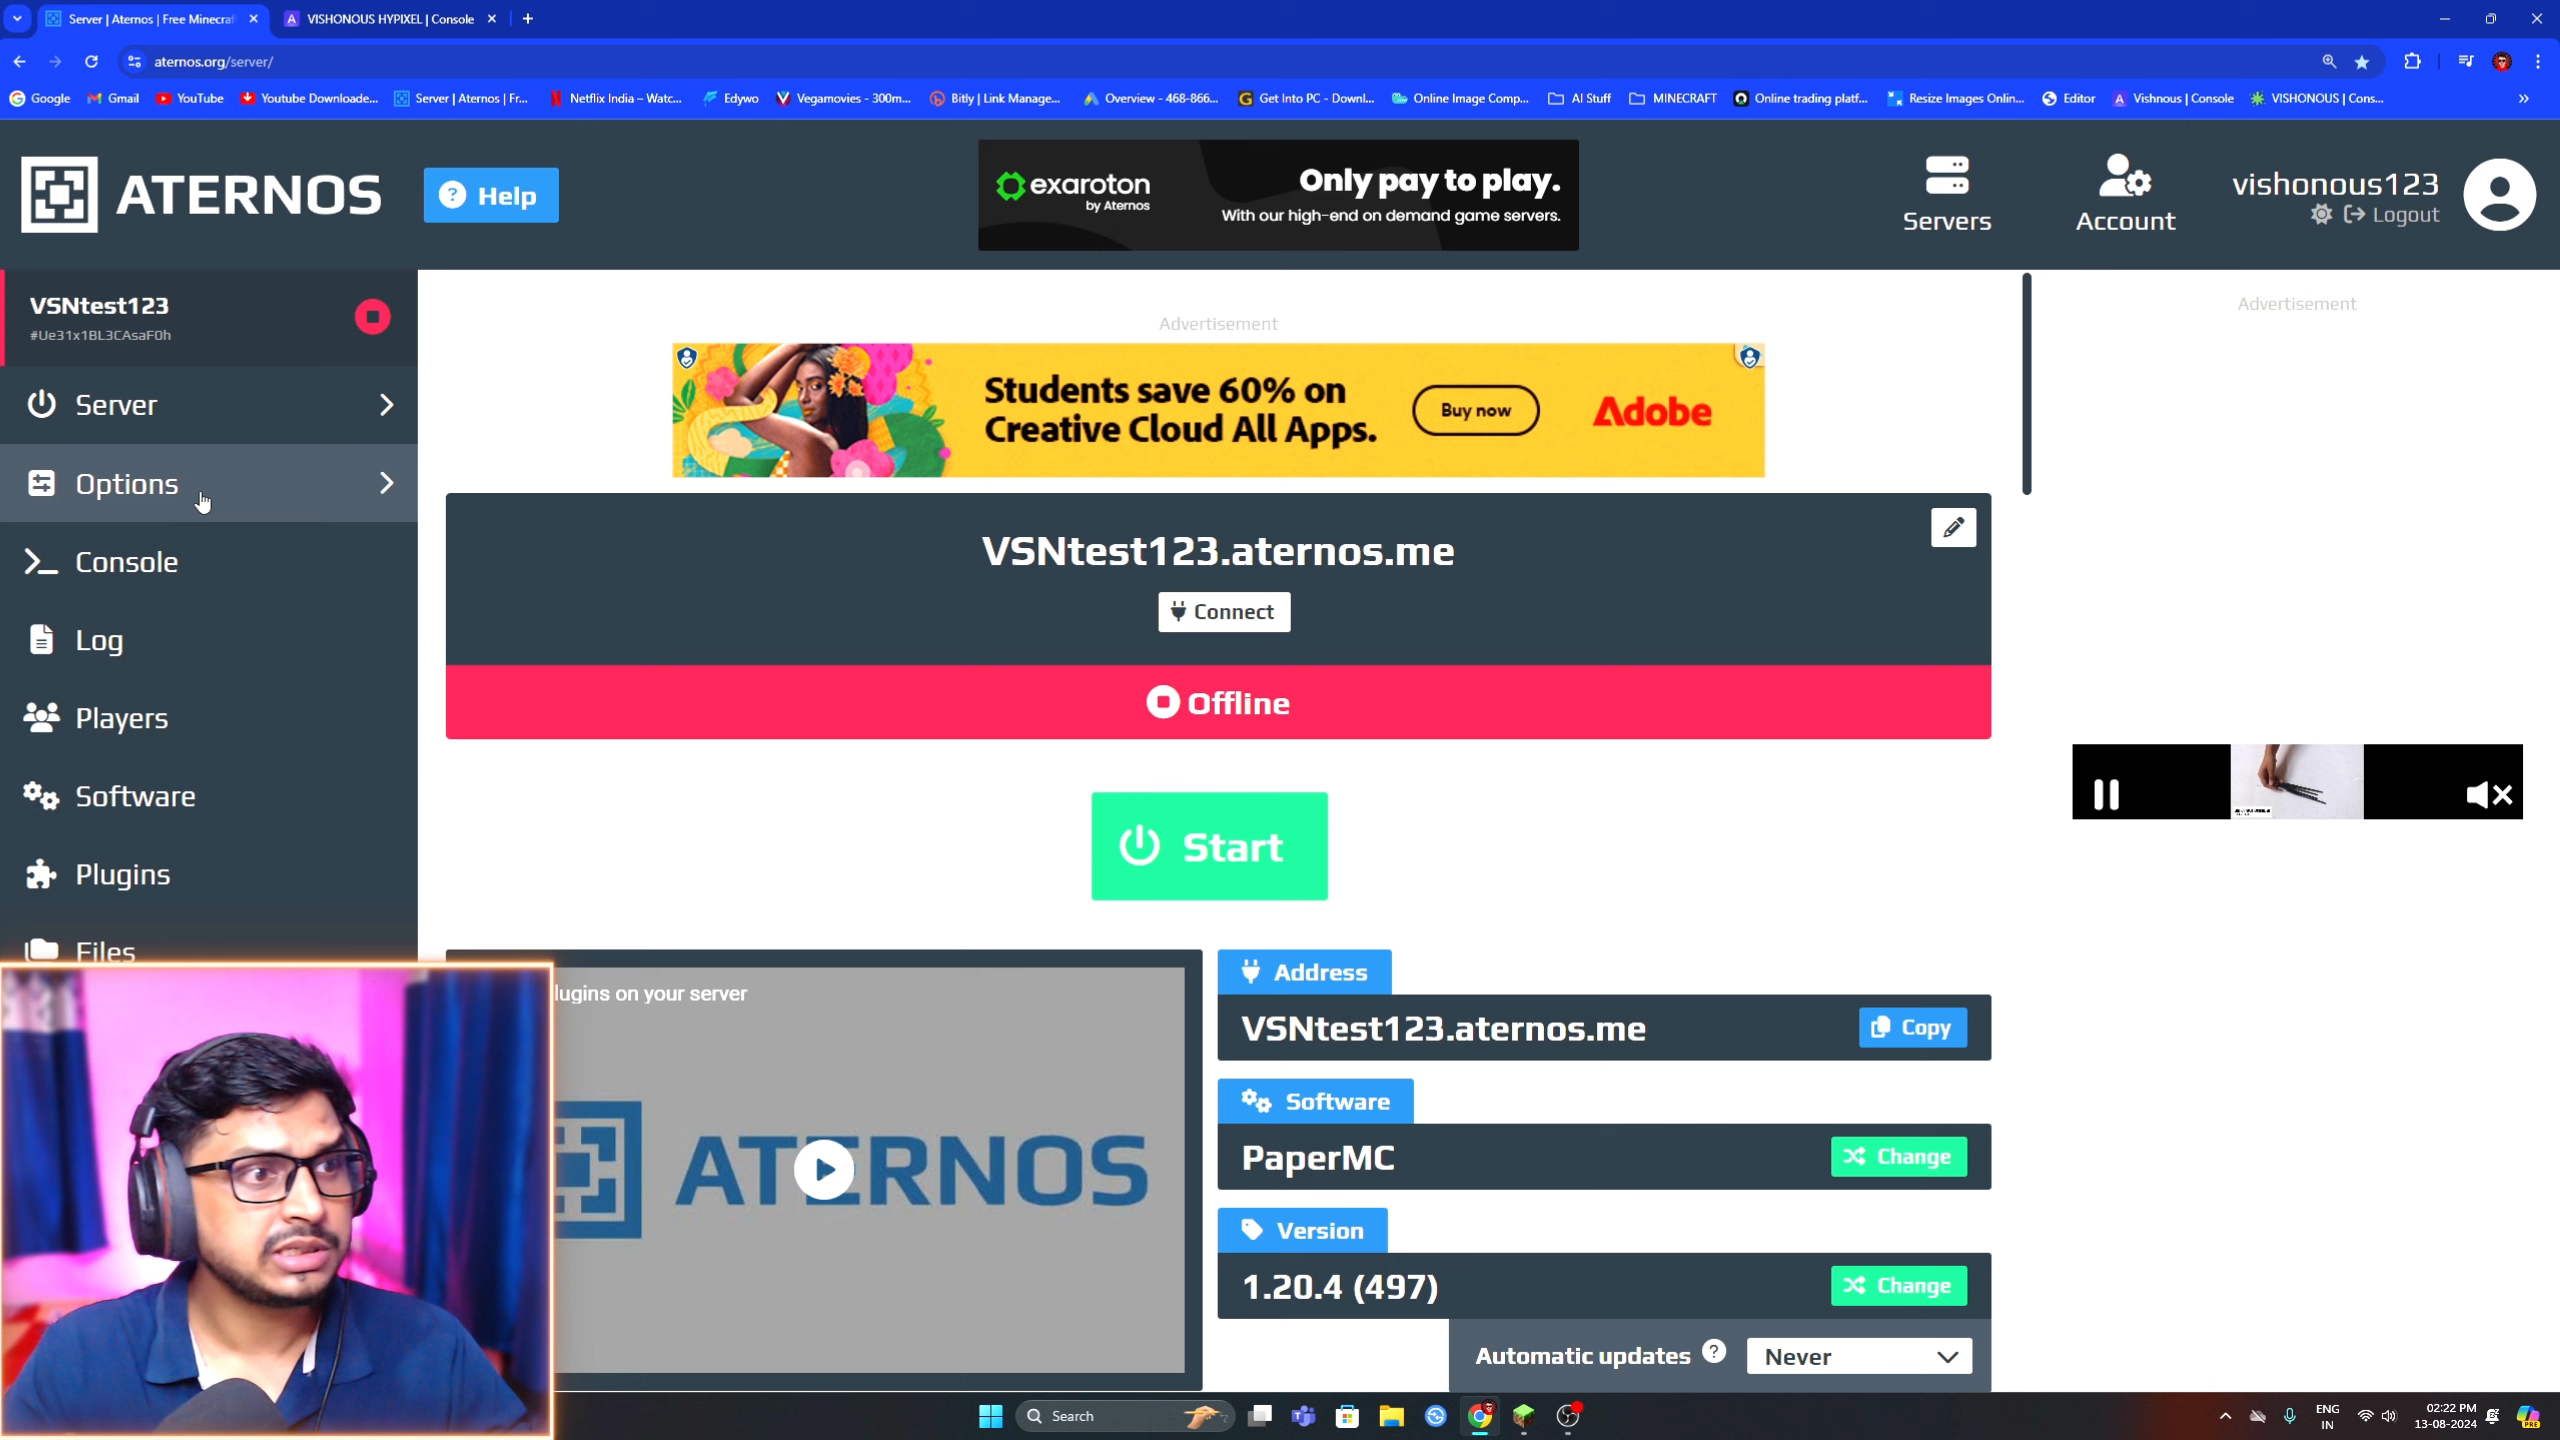 Server | Aternos | Free Minecraf
VISHONOUS HYPIXEL | Console
aternos.org/server/
Google
Gmail
YouTube
Youtube Downloade...
Server | Aternos | Fr...
Netflix India – Watc...
Edywo
Vegamovies - 300m...
Bitly | Link Manage...
Overview - 468-866...
Get Into PC - Downl...
Online Image Comp...
AI Stuff
MINECRAFT
Online trading platf...
Resize Images Onlin...
Editor
Vishnous | Console
VISHONOUS | Cons...
ATERNOS
Help
exaroton
by Aternos
Only pay to play.
With our high-end on demand game servers.
Servers
Account
vishonous123
Logout
VSNtest123
#Ue31x1BL3CAsaF0h
Server
Options
Console
Log
Players
Software
Plugins
Files
Advertisement
Students save 60% on
Creative Cloud All Apps.
Buy now
Adobe
Advertisement
VSNtest123.aternos.me
Connect
Offline
Start
lugins on your server
ATERNOS
Address
VSNtest123.aternos.me
Copy
Software
PaperMC
Change
Version
1.20.4 (497)
Change
Automatic updates
Never
Search
ENG
IN
02:22 PM
13-08-2024